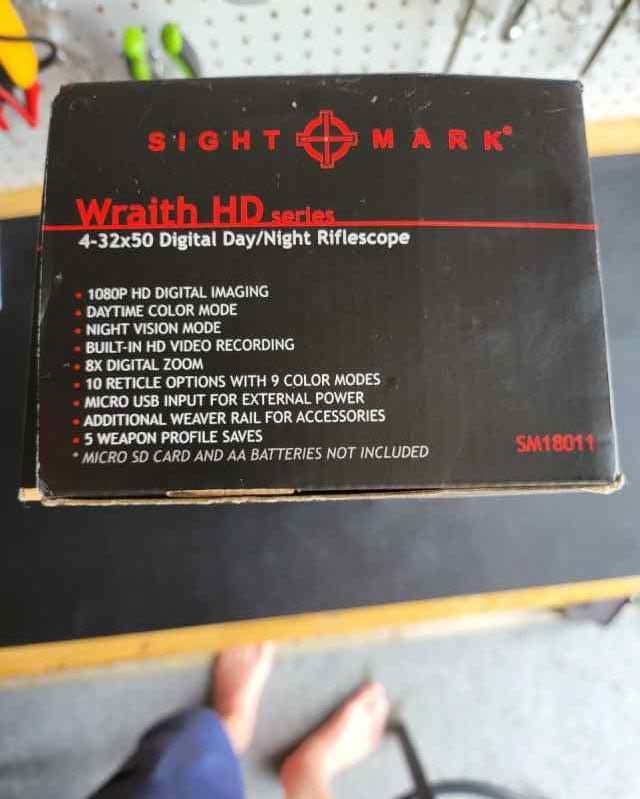 SIGHTMARK®
Wraith HD series
4-32x50 Digital Day/Night Riflescope
• 1080P HD DIGITAL IMAGING
• DAYTIME COLOR MODE
• NIGHT VISION MODE
• BUILT-IN HD VIDEO RECORDING
• 8X DIGITAL ZOOM
• 10 RETICLE OPTIONS WITH 9 COLOR MODES
• MICRO USB INPUT FOR EXTERNAL POWER
• ADDITIONAL WEAVER RAIL FOR ACCESSORIES
• 5 WEAPON PROFILE SAVES
* MICRO SD CARD AND AA BATTERIES NOT INCLUDED
SM18011